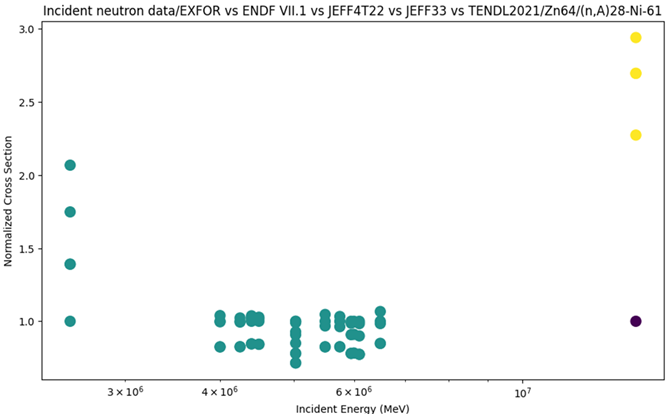 Incident neutron data/EXFOR vs ENDF VII.1 vs JEFF4T22 vs JEFF33 vs TENDL2021/Zn64/(n,A)28-Ni-61
3.0
2.5
2.0
1.5
1.0
Normalized Cross Section
3 × 10⁶
4 × 10⁶
6 × 10⁶
10⁷
Incident Energy (MeV)